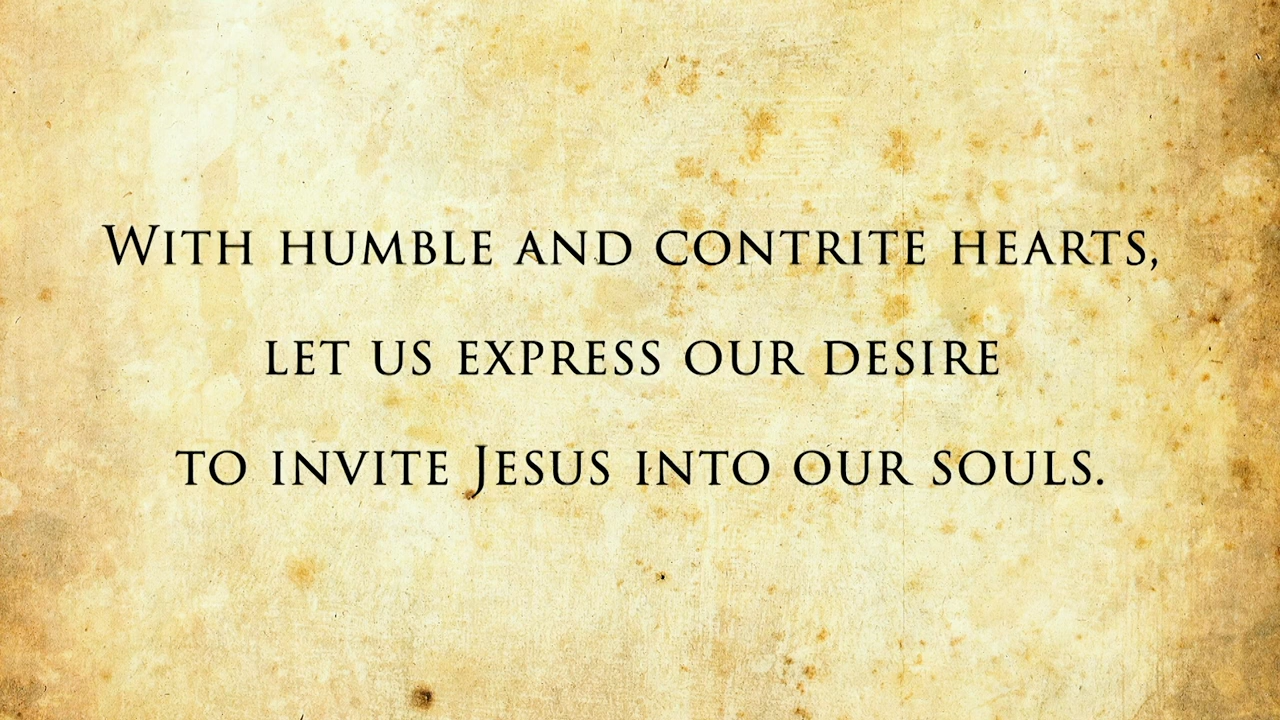 With humble and contrite hearts,
let us express our desire
to invite Jesus into our souls.